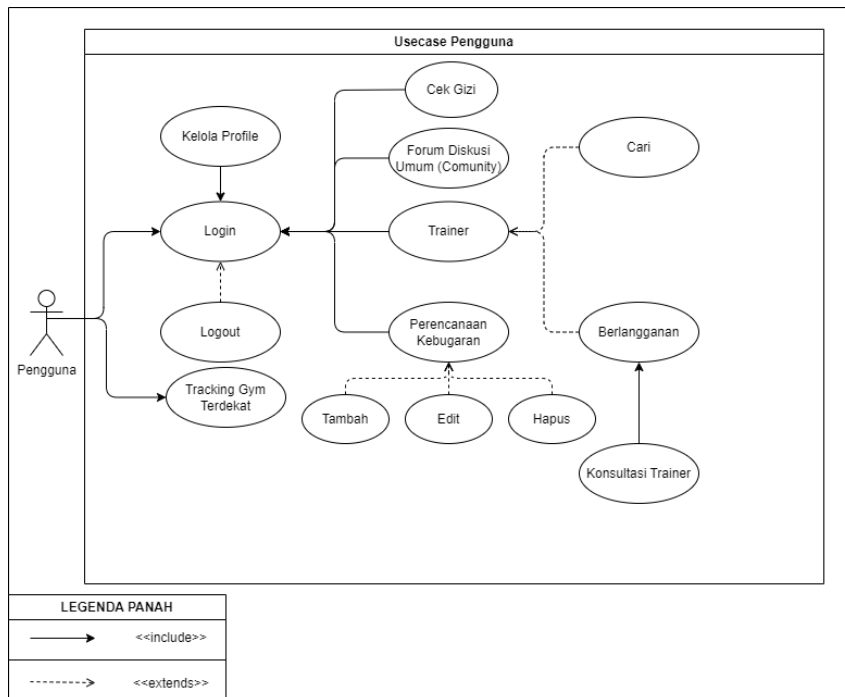 Usecase Pengguna
Cek Gizi
Kelola Profile
Forum Diskusi
Umum (Comunity)
Cari
Login
Trainer
Logout
Perencanaan
Kebugaran
Berlangganan
Pengguna
Tracking Gym
Terdekat
Tambah
Edit
Hapus
Konsultasi Trainer
LEGENDA PANAH
<<include>>
<<extends>>